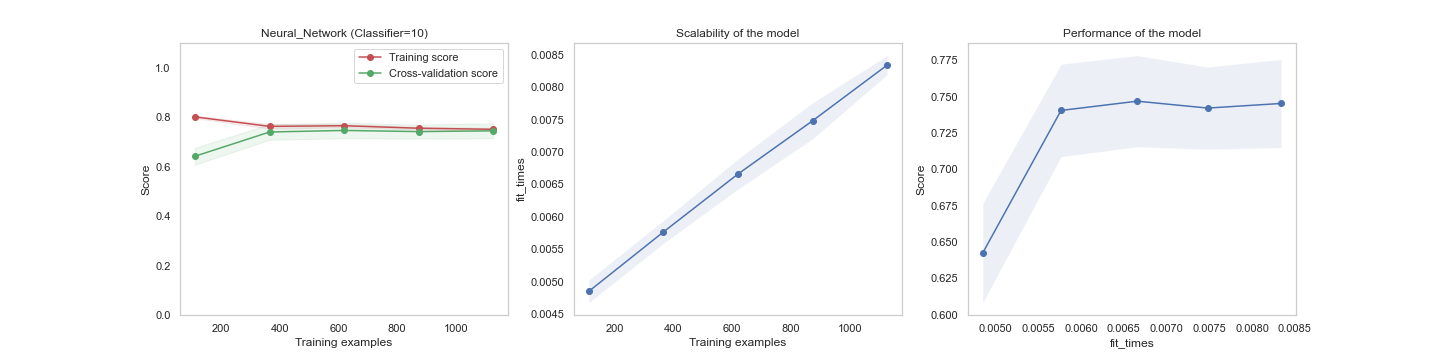 Neural_Network (Classifier=10)
Training score
Cross-validation score
1.0
0.8
0.6
0.4
0.2
0.0
Score
200 400 600 800 1000
Training examples
Scalability of the model
0.0085
0.0080
0.0075
0.0070
0.0065
0.0060
0.0055
0.0050
0.0045
fit_times
200 400 600 800 1000
Training examples
Performance of the model
0.775
0.750
0.725
0.700
0.675
0.650
0.625
0.600
Score
0.0050 0.0055 0.0060 0.0065 0.0070 0.0075 0.0080 0.0085
fit_times